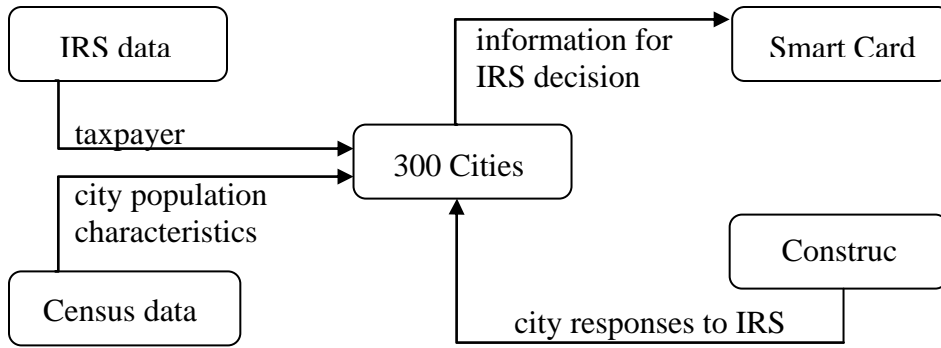 IRS data
information for
IRS decision
Smart Card
taxpayer
300 Cities
city population
characteristics
Construc
Census data
city responses to IRS